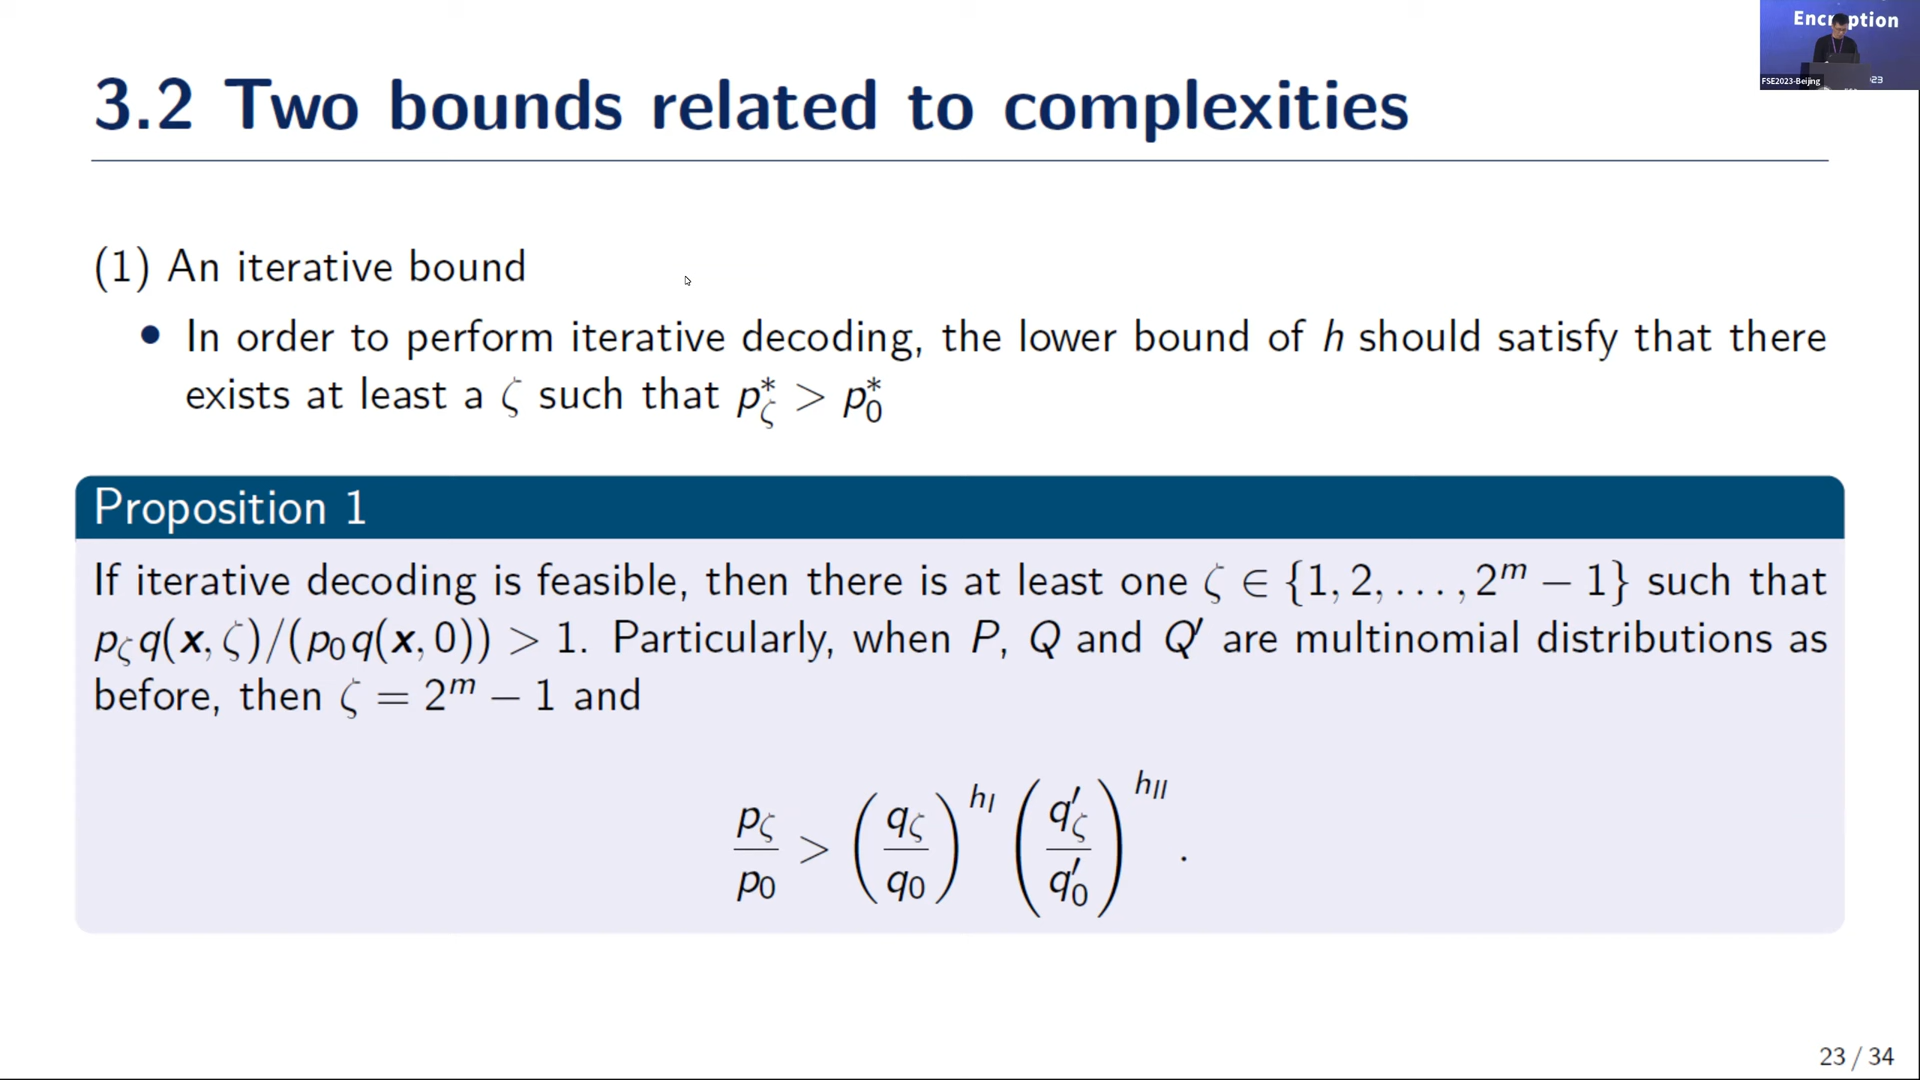 Encryption
FSE2023-Beijing
23
3.2 Two bounds related to complexities
(1) An iterative bound
• In order to perform iterative decoding, the lower bound of h should satisfy that there
exists at least a ζ such that p*_ζ > p*_0
Proposition 1
If iterative decoding is feasible, then there is at least one ζ ∈ {1, 2, . . . , 2^m − 1} such that
p_ζ q(x, ζ)/(p_0 q(x, 0)) > 1. Particularly, when P, Q and Q′ are multinomial distributions as
before, then ζ = 2^m − 1 and
p_ζ / p_0 > (q_ζ / q_0)^{h_I} (q′_ζ / q′_0)^{h_II} .
23 / 34